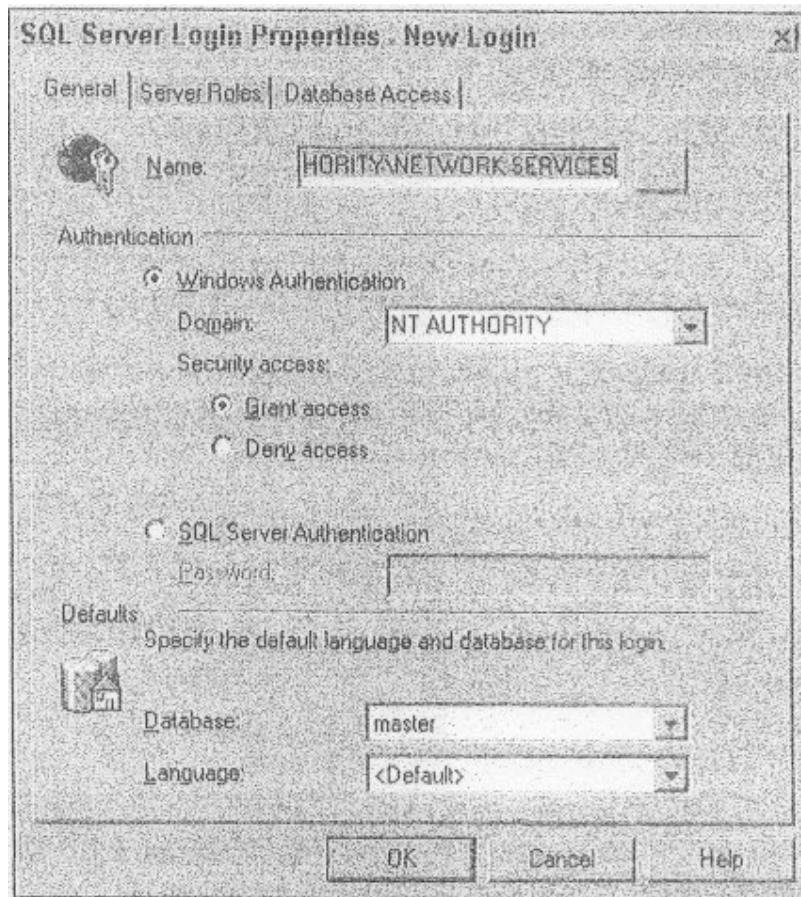 SQL Server Login Properties - New Login
General Server Roles Database Access
Name: HORITY\NETWORK SERVICES
Authentication
Windows Authentication
Domain: NT AUTHORITY
Security access:
Grant access
Deny access
SQL Server Authentication
Password:
Defaults
Specify the default language and database for this login.
Database: master
Language: <Default>
OK Cancel Help